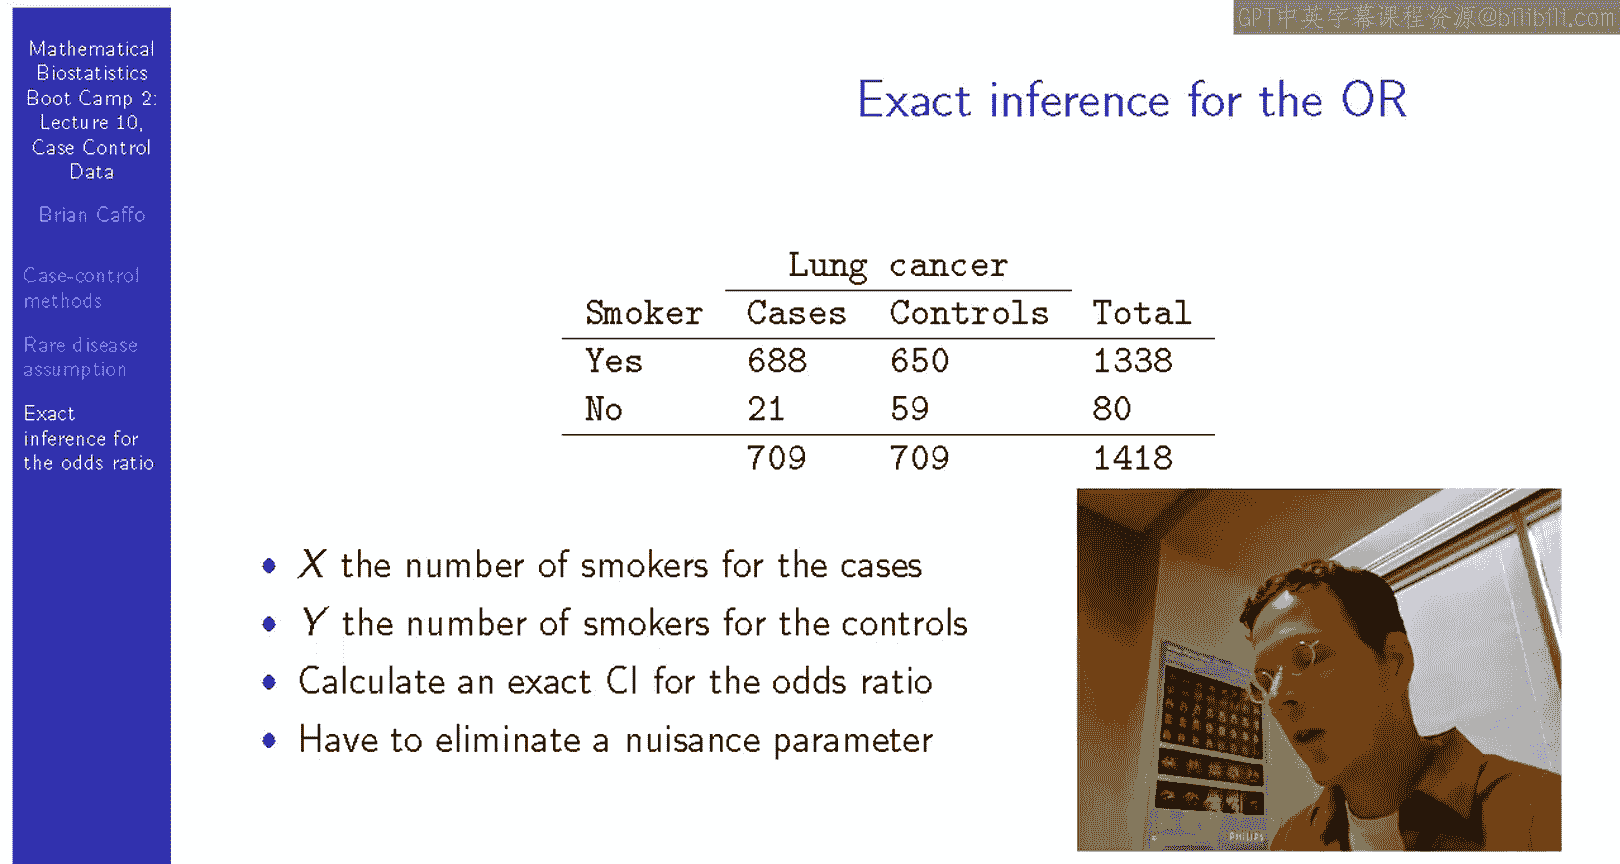 GPT中英字幕课程资源@bilibili.com
Mathematical
Biostatistics
Boot Camp 2:
Lecture 10,
Case Control
Data
Brian Caffo
Case-control
methods
Rare disease
assumption
Exact
inference for
the odds ratio
Exact inference for the OR
Lung cancer
Smoker Cases Controls Total
Yes 688 650 1338
No 21 59 80
709 709 1418
• X the number of smokers for the cases
• Y the number of smokers for the controls
• Calculate an exact CI for the odds ratio
• Have to eliminate a nuisance parameter
PHILIPS